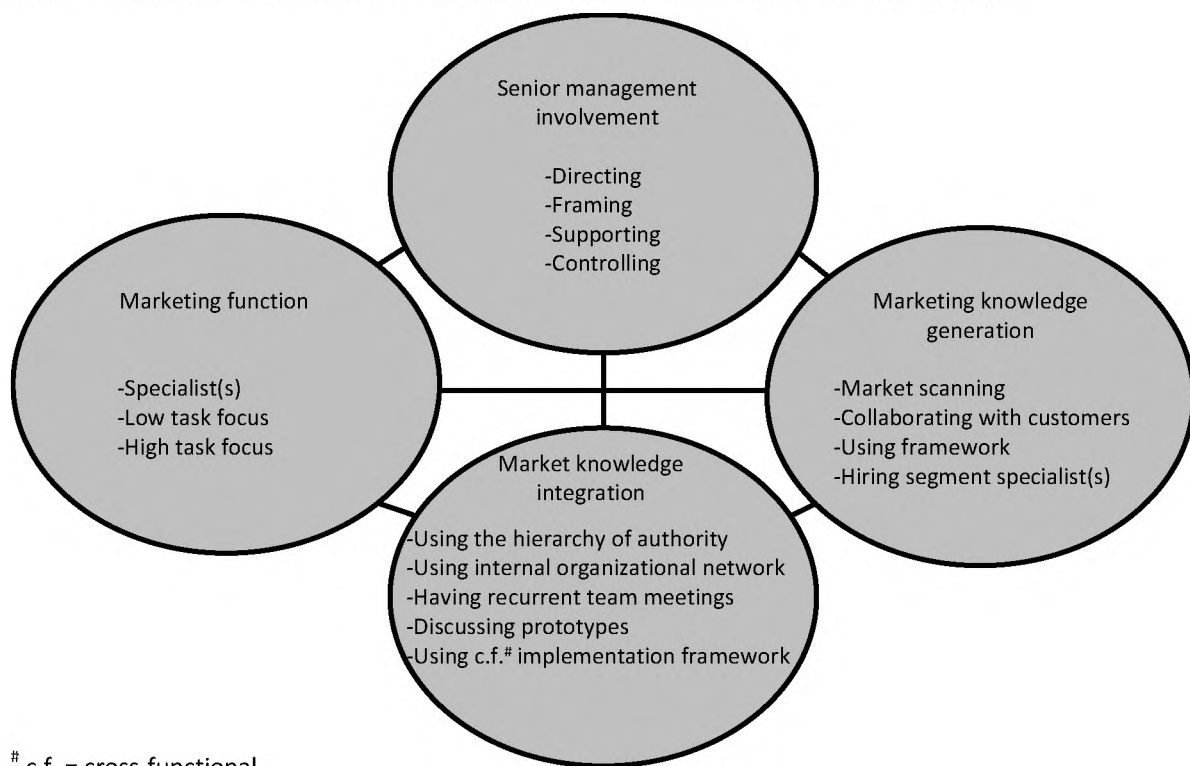 Senior management
involvement
-Directing
-Framing
-Supporting
-Controlling
Marketing function
-Specialist(s)
-Low task focus
-High task focus
Marketing knowledge
generation
-Market scanning
-Collaborating with customers
-Using framework
-Hiring segment specialist(s)
Market knowledge
integration
-Using the hierarchy of authority
-Using internal organizational network
-Having recurrent team meetings
-Discussing prototypes
-Using c.f.# implementation framework
# c.f. = cross-functional